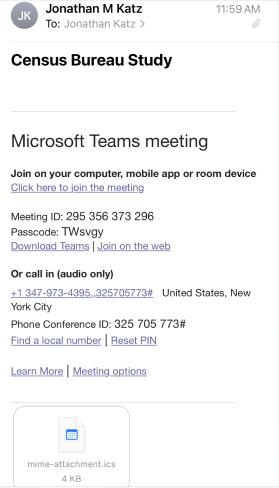 JK
Jonathan M Katz
11:59 AM
To: Jonathan Katz >
Census Bureau Study
Microsoft Teams meeting
Join on your computer, mobile app or room device
Click here to join the meeting
Meeting ID: 295 356 373 296
Passcode: TWsvgy
Download Teams | Join on the web
Or call in (audio only)
+1 347-973-4395,,325705773# United States, New
York City
Phone Conference ID: 325 705 773#
Find a local number | Reset PIN
Learn More | Meeting options
mime-attachment.ics
4 KB